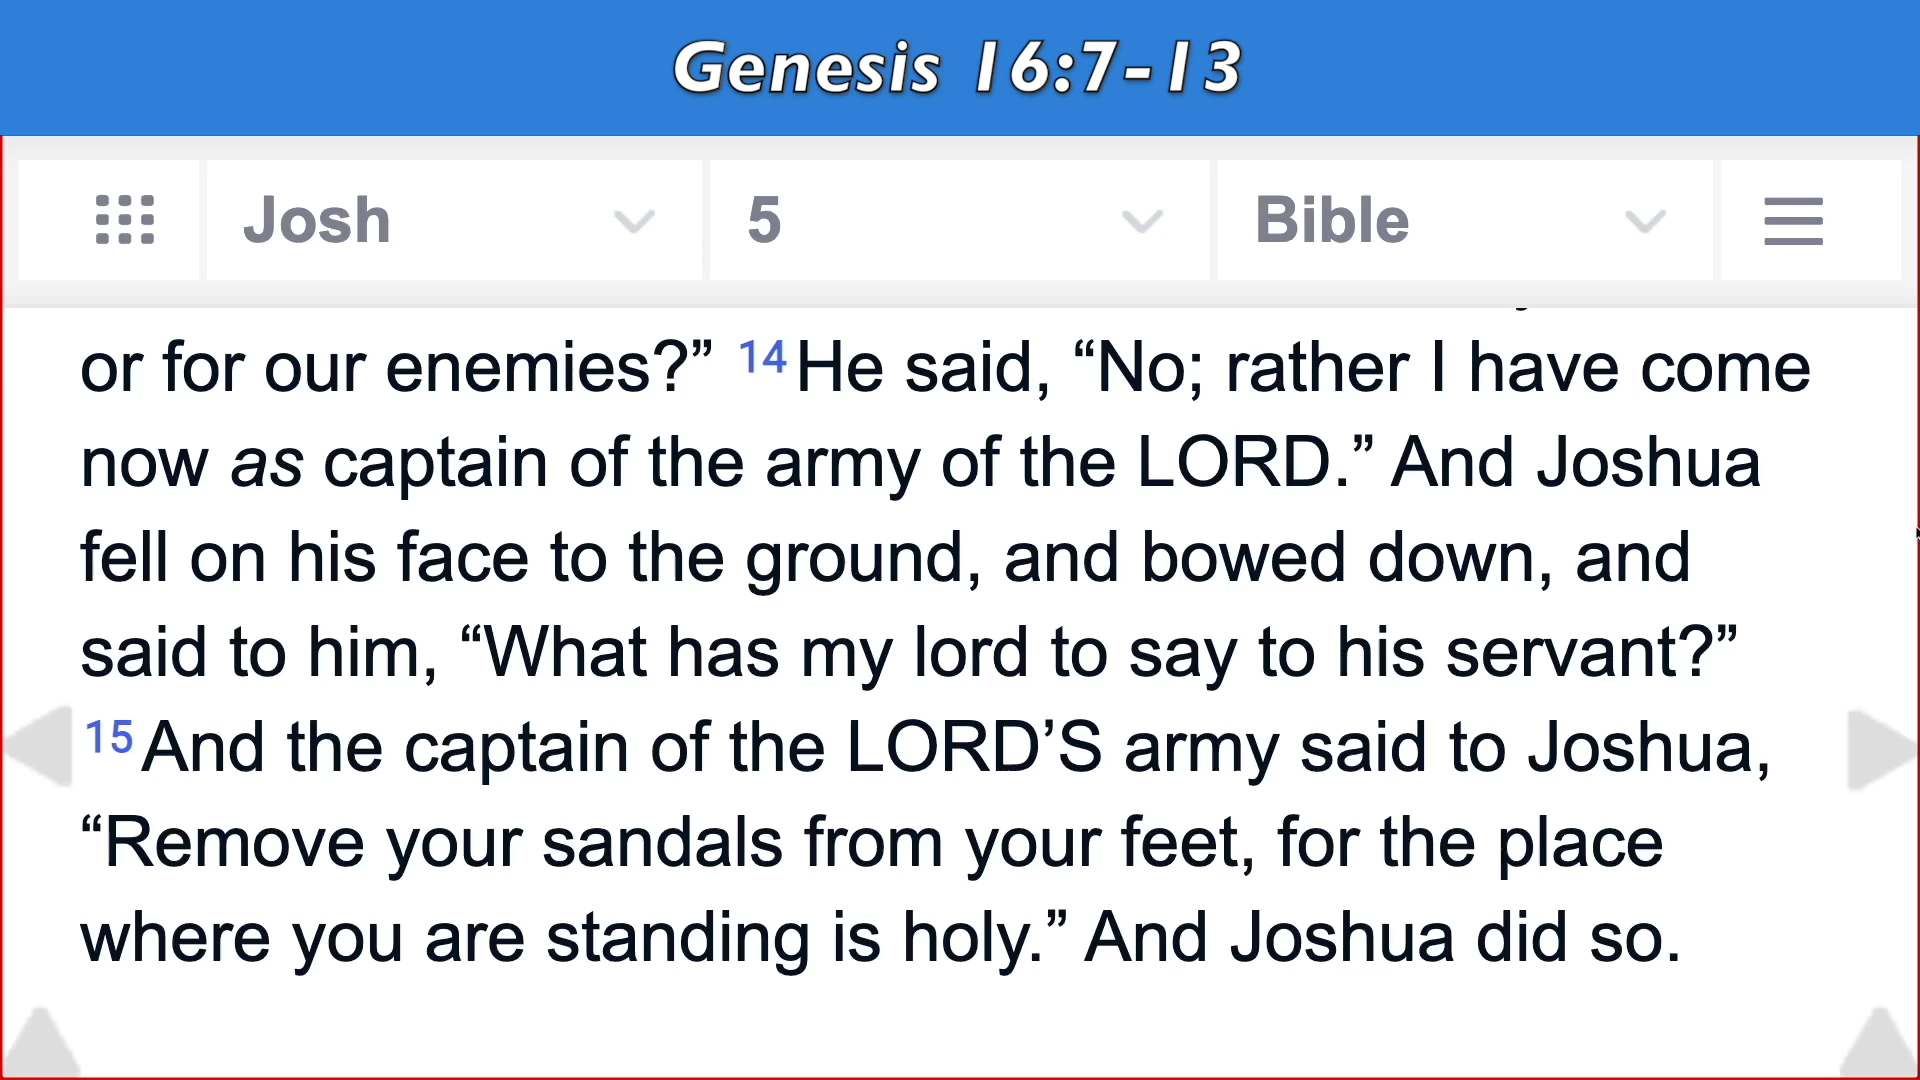 Genesis 16:7-13
Josh 5 Bible
or for our enemies?” 14 He said, “No; rather I have come
now as captain of the army of the LORD.” And Joshua
fell on his face to the ground, and bowed down, and
said to him, “What has my lord to say to his servant?”
15 And the captain of the LORD’S army said to Joshua,
“Remove your sandals from your feet, for the place
where you are standing is holy.” And Joshua did so.